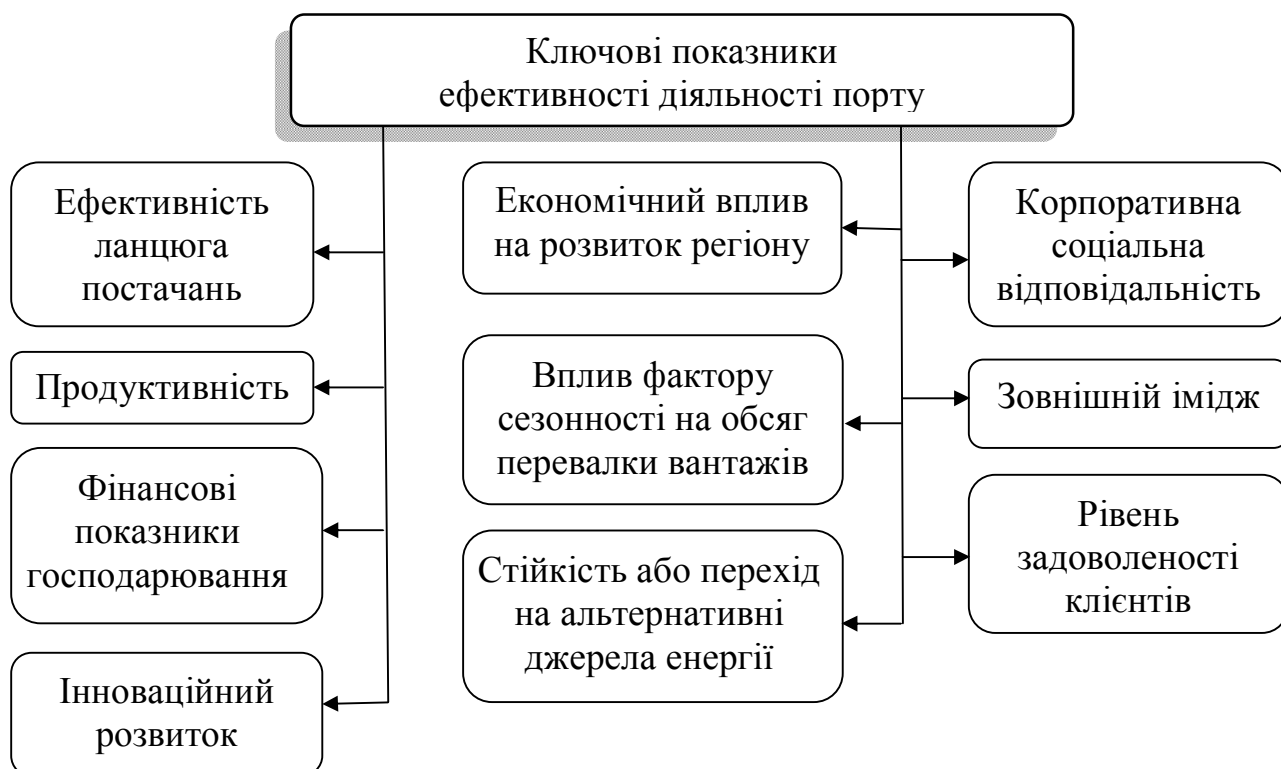 Ключові показники
ефективності діяльності порту
Ефективність
ланцюга
постачань
Продуктивність
Фінансові
показники
господарювання
Інноваційний
розвиток
Економічний вплив
на розвиток регіону
Вплив фактору
сезонності на обсяг
перевалки вантажів
Стійкість або перехід
на альтернативні
джерела енергії
Корпоративна
соціальна
відповідальність
Зовнішній імідж
Рівень
задоволеності
клієнтів